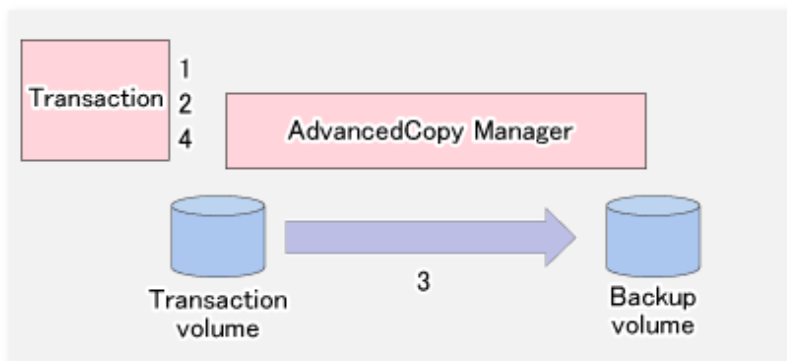 Transaction
1
2
4
AdvancedCopy Manager
3
Transaction
volume
Backup
volume